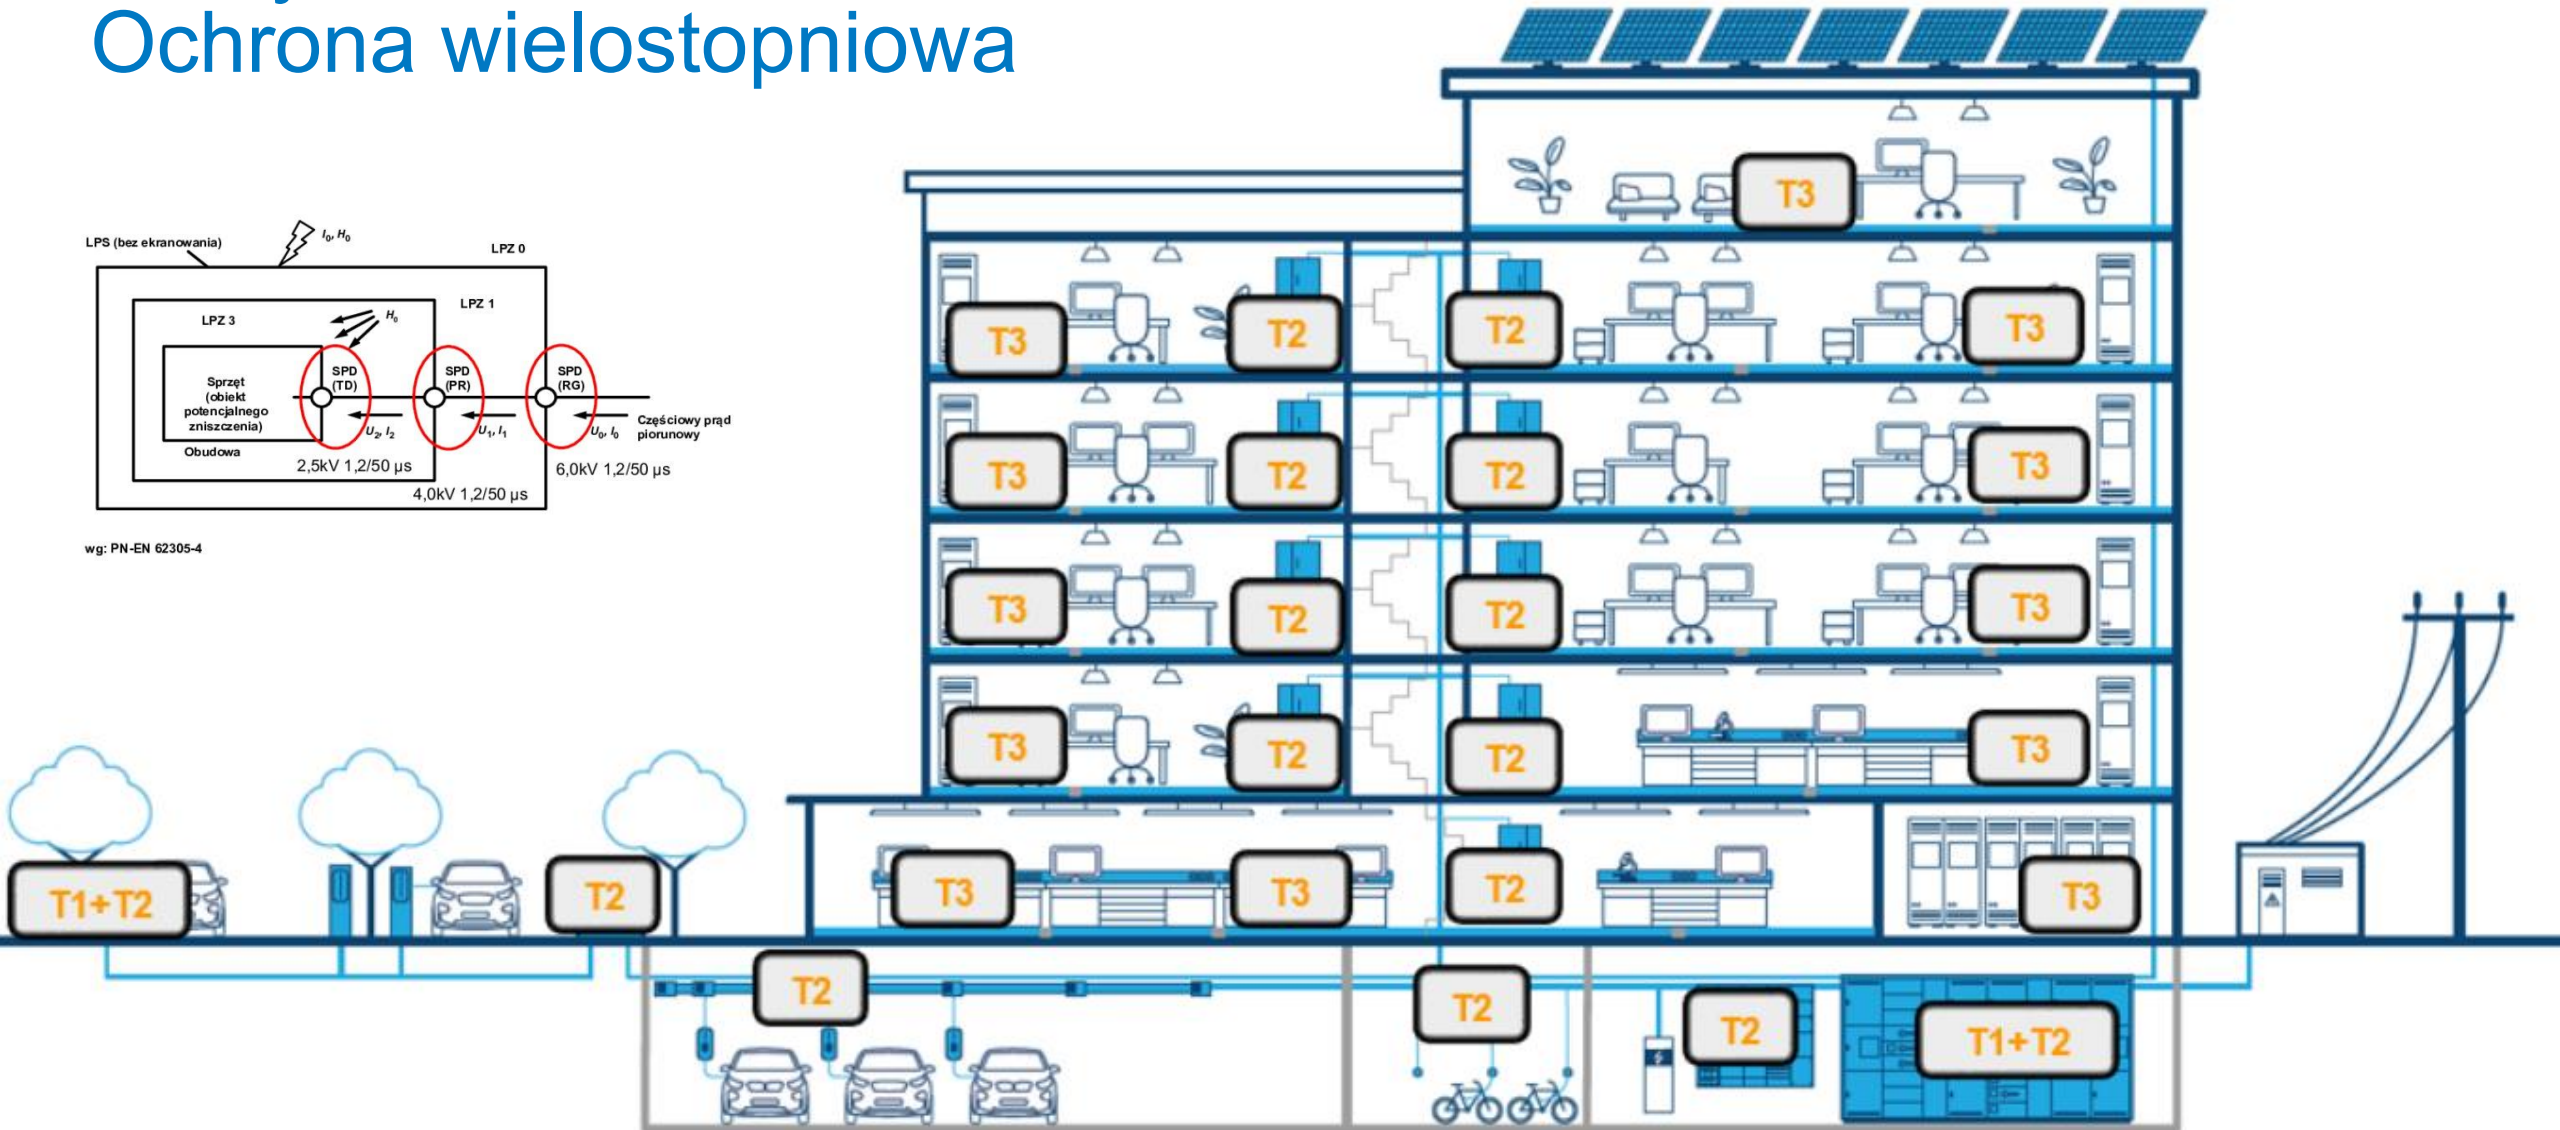 Ochrona wielostopniowa
LPS (bez ekranowania)
I₀, H₀
LPZ 0
LPZ 1
LPZ 3
H₀
Sprzęt
(obiekt
potencjalnego
zniszczenia)
SPD
(TD)
SPD
(PR)
SPD
(RG)
U₂, I₂
U₁, I₁
U₀, I₀
Częściowy prąd
piorunowy
Obudowa
2,5kV 1,2/50 µs
4,0kV 1,2/50 µs
6,0kV 1,2/50 µs
wg: PN-EN 62305-4
T3
T3
T2
T2
T3
T3
T2
T2
T3
T3
T2
T2
T3
T3
T2
T2
T3
T1+T2
T2
T3
T3
T2
T3
T2
T2
T2
T1+T2